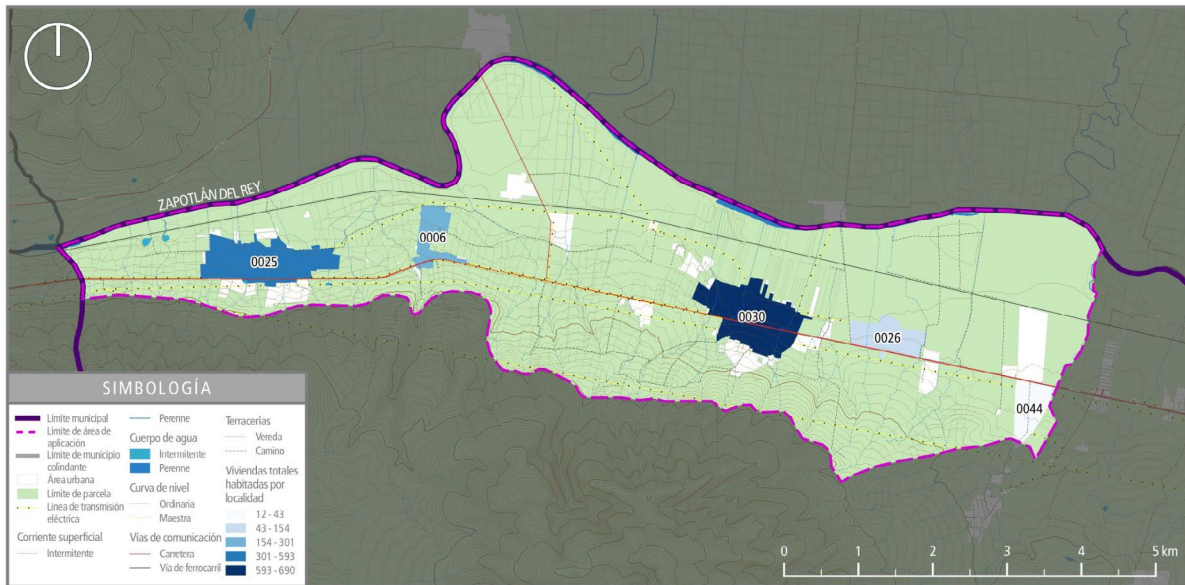 ZAPOTLÁN DEL REY
0006
0025
0030
0026
0044
SIMBOLOGÍA
Límite municipal
Límite de área de
aplicación
Límite de municipio
colindante
Área urbana
Límite de parcela
Línea de transmisión
eléctrica
Corriente superficial
Intermitente
Perenne
Cuerpo de agua
Intermitente
Perenne
Curva de nivel
Ordinaria
Maestra
Vías de comunicación
Carretera
Vía de ferrocarril
Terracerías
Vereda
Camino
Viviendas totales
habitadas por
localidad
12 - 43
43 - 154
154 - 301
301 - 593
593 - 690
0 1 2 3 4 5 km